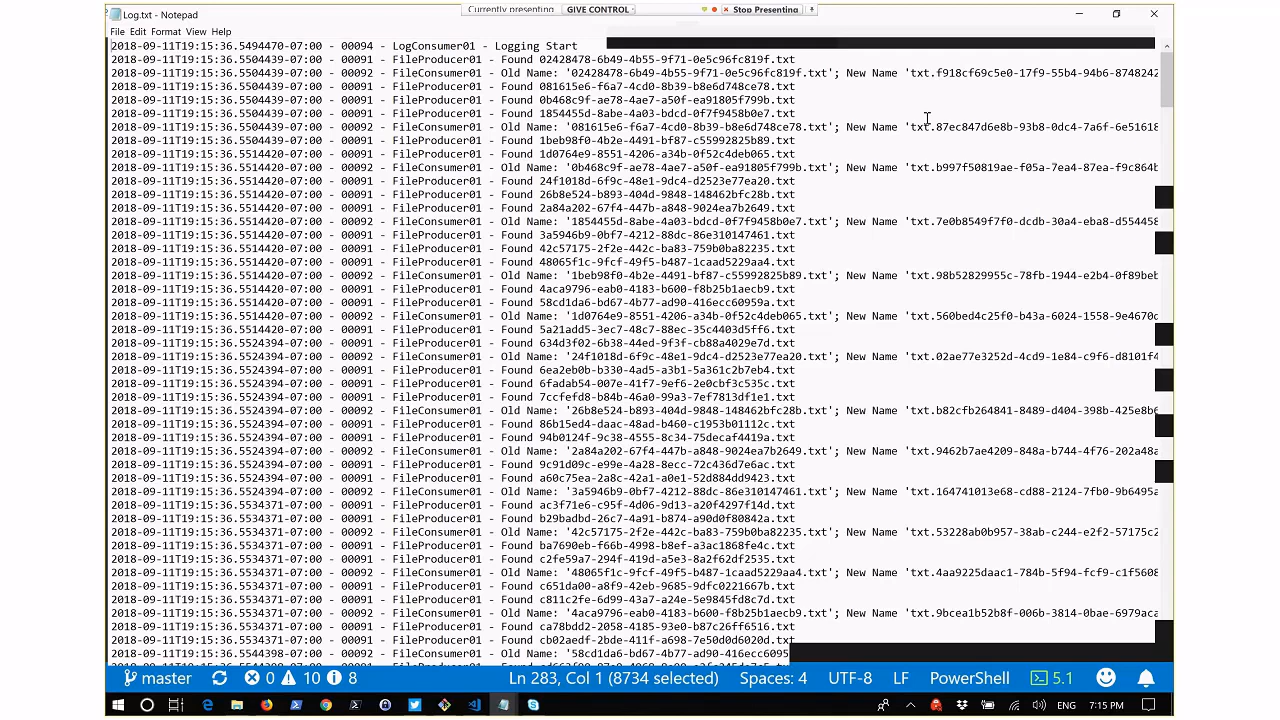 Log.txt - Notepad
Currently presenting GIVE CONTROL Stop Presenting
File Edit Format View Help
2018-09-11T19:15:36.5494470-07:00 - 00094 - LogConsumer01 - Logging Start
2018-09-11T19:15:36.5504439-07:00 - 00091 - FileProducer01 - Found 02428478-6b49-4b55-9f71-0e5c96fc819f.txt
2018-09-11T19:15:36.5504439-07:00 - 00092 - FileConsumer01 - Old Name: '02428478-6b49-4b55-9f71-0e5c96fc819f.txt'; New Name 'txt.f918cf69c5e0-17f9-55b4-94b6-8748242
2018-09-11T19:15:36.5504439-07:00 - 00091 - FileProducer01 - Found 081615e6-f6a7-4cd0-8b39-b8e6d748ce78.txt
2018-09-11T19:15:36.5504439-07:00 - 00091 - FileProducer01 - Found 0b468c9f-ae78-4ae7-a50f-ea91805f799b.txt
2018-09-11T19:15:36.5504439-07:00 - 00091 - FileProducer01 - Found 1854455d-8abe-4a03-bdcd-0f7f9458b0e7.txt
2018-09-11T19:15:36.5504439-07:00 - 00092 - FileConsumer01 - Old Name: '081615e6-f6a7-4cd0-8b39-b8e6d748ce78.txt'; New Name 'txt.87ec847d6e8b-93b8-0dc4-7a6f-6e51618
2018-09-11T19:15:36.5504439-07:00 - 00091 - FileProducer01 - Found 1beb98f0-4b2e-4491-bf87-c55992825b89.txt
2018-09-11T19:15:36.5514420-07:00 - 00091 - FileProducer01 - Found 1d0764e9-8551-4206-a34b-0f52c4deb065.txt
2018-09-11T19:15:36.5514420-07:00 - 00092 - FileConsumer01 - Old Name: '0b468c9f-ae78-4ae7-a50f-ea91805f799b.txt'; New Name 'txt.b997f50819ae-f05a-7ea4-87ea-f9c864b
2018-09-11T19:15:36.5514420-07:00 - 00091 - FileProducer01 - Found 24f1018d-6f9c-48e1-9dc4-d2523e77ea20.txt
2018-09-11T19:15:36.5514420-07:00 - 00091 - FileProducer01 - Found 26b8e524-b893-404d-9848-148462bfc28b.txt
2018-09-11T19:15:36.5514420-07:00 - 00091 - FileProducer01 - Found 2a84a202-67f4-447b-a848-9024ea7b2649.txt
2018-09-11T19:15:36.5514420-07:00 - 00092 - FileConsumer01 - Old Name: '1854455d-8abe-4a03-bdcd-0f7f9458b0e7.txt'; New Name 'txt.7e0b8549f7f0-dcdb-30a4-eba8-d554458
2018-09-11T19:15:36.5514420-07:00 - 00091 - FileProducer01 - Found 3a5946b9-0bf7-4212-88dc-86e310147461.txt
2018-09-11T19:15:36.5514420-07:00 - 00091 - FileProducer01 - Found 42c57175-2f2e-442c-ba83-759b0ba82235.txt
2018-09-11T19:15:36.5514420-07:00 - 00091 - FileProducer01 - Found 48065f1c-9fcf-49f5-b487-1caad5229aa4.txt
2018-09-11T19:15:36.5514420-07:00 - 00092 - FileConsumer01 - Old Name: '1beb98f0-4b2e-4491-bf87-c55992825b89.txt'; New Name 'txt.98b52829955c-78fb-1944-e2b4-0f89beb
2018-09-11T19:15:36.5514420-07:00 - 00091 - FileProducer01 - Found 4aca9796-eab0-4183-b600-f8b25b1aecb9.txt
2018-09-11T19:15:36.5514420-07:00 - 00091 - FileProducer01 - Found 58cd1da6-bd67-4b77-ad90-416ecc60959a.txt
2018-09-11T19:15:36.5514420-07:00 - 00092 - FileConsumer01 - Old Name: '1d0764e9-8551-4206-a34b-0f52c4deb065.txt'; New Name 'txt.560bed4c25f0-b43a-6024-1558-9e4670d
2018-09-11T19:15:36.5514420-07:00 - 00091 - FileProducer01 - Found 5a21add5-3ec7-48c7-88ec-35c4403d5ff6.txt
2018-09-11T19:15:36.5524394-07:00 - 00091 - FileProducer01 - Found 634d3f02-6b38-44ed-9f3f-cb88a4029e7d.txt
2018-09-11T19:15:36.5524394-07:00 - 00092 - FileConsumer01 - Old Name: '24f1018d-6f9c-48e1-9dc4-d2523e77ea20.txt'; New Name 'txt.02ae77e3252d-4cd9-1e84-c9f6-d8101f4
2018-09-11T19:15:36.5524394-07:00 - 00091 - FileProducer01 - Found 6ea2eb0b-b330-4ad5-a3b1-5a361c2b7eb4.txt
2018-09-11T19:15:36.5524394-07:00 - 00091 - FileProducer01 - Found 6fadab54-007e-41f7-9ef6-2e0cbf3c535c.txt
2018-09-11T19:15:36.5524394-07:00 - 00091 - FileProducer01 - Found 7ccfefd8-b84b-46a0-99a3-7ef7813df1e1.txt
2018-09-11T19:15:36.5524394-07:00 - 00092 - FileConsumer01 - Old Name: '26b8e524-b893-404d-9848-148462bfc28b.txt'; New Name 'txt.b82cfb264841-8489-d404-398b-425e8b6
2018-09-11T19:15:36.5524394-07:00 - 00091 - FileProducer01 - Found 86b15ed4-daac-48ad-b460-c1953b01112c.txt
2018-09-11T19:15:36.5524394-07:00 - 00091 - FileProducer01 - Found 94b0124f-9c38-4555-8c34-75decaf4419a.txt
2018-09-11T19:15:36.5524394-07:00 - 00092 - FileConsumer01 - Old Name: '2a84a202-67f4-447b-a848-9024ea7b2649.txt'; New Name 'txt.9462b7ae4209-848a-b744-4f76-202a48a
2018-09-11T19:15:36.5524394-07:00 - 00091 - FileProducer01 - Found 9c91d09c-e99e-4a28-8ecc-72c436d7e6ac.txt
2018-09-11T19:15:36.5524394-07:00 - 00091 - FileProducer01 - Found a60c75ea-2a8c-42a1-a0e1-52d884dd9423.txt
2018-09-11T19:15:36.5524394-07:00 - 00092 - FileConsumer01 - Old Name: '3a5946b9-0bf7-4212-88dc-86e310147461.txt'; New Name 'txt.164741013e68-cd88-2124-7fb0-9b6495a
2018-09-11T19:15:36.5534371-07:00 - 00091 - FileProducer01 - Found ac3f71e6-c95f-4d06-9d13-a20f4297f14d.txt
2018-09-11T19:15:36.5534371-07:00 - 00091 - FileProducer01 - Found b29badbd-26c7-4a91-b874-a90d0f80842a.txt
2018-09-11T19:15:36.5534371-07:00 - 00092 - FileConsumer01 - Old Name: '42c57175-2f2e-442c-ba83-759b0ba82235.txt'; New Name 'txt.53228ab0b957-38ab-c244-e2f2-57175c2
2018-09-11T19:15:36.5534371-07:00 - 00091 - FileProducer01 - Found ba7690eb-f66b-4998-b8ef-a3ac1868fe4c.txt
2018-09-11T19:15:36.5534371-07:00 - 00091 - FileProducer01 - Found c2fe59a7-294f-419d-a5e3-8a2f62df2535.txt
2018-09-11T19:15:36.5534371-07:00 - 00092 - FileConsumer01 - Old Name: '48065f1c-9fcf-49f5-b487-1caad5229aa4.txt'; New Name 'txt.4aa9225daac1-784b-5f94-fcf9-c1f5608
2018-09-11T19:15:36.5534371-07:00 - 00091 - FileProducer01 - Found c651da00-a8f9-42eb-9685-9dfc0221667b.txt
2018-09-11T19:15:36.5534371-07:00 - 00091 - FileProducer01 - Found c811c2fe-6d99-43a7-a24e-5e9845fd8c7d.txt
2018-09-11T19:15:36.5534371-07:00 - 00092 - FileConsumer01 - Old Name: '4aca9796-eab0-4183-b600-f8b25b1aecb9.txt'; New Name 'txt.9bcea1b52b8f-006b-3814-0bae-6979aca
2018-09-11T19:15:36.5534371-07:00 - 00091 - FileProducer01 - Found ca78bdd2-2058-4185-93e0-b87c26ff6516.txt
2018-09-11T19:15:36.5544398-07:00 - 00091 - FileProducer01 - Found cb02aedf-2bde-411f-a698-7e50d0d6020d.txt
2018-09-11T19:15:36.5544398-07:00 - 00092 - FileConsumer01 - Old Name: '58cd1da6-bd67-4b77-ad90-416ecc6095
master 0 10 8 Ln 283, Col 1 (8734 selected) Spaces: 4 UTF-8 LF PowerShell 5.1
ENG 7:15 PM